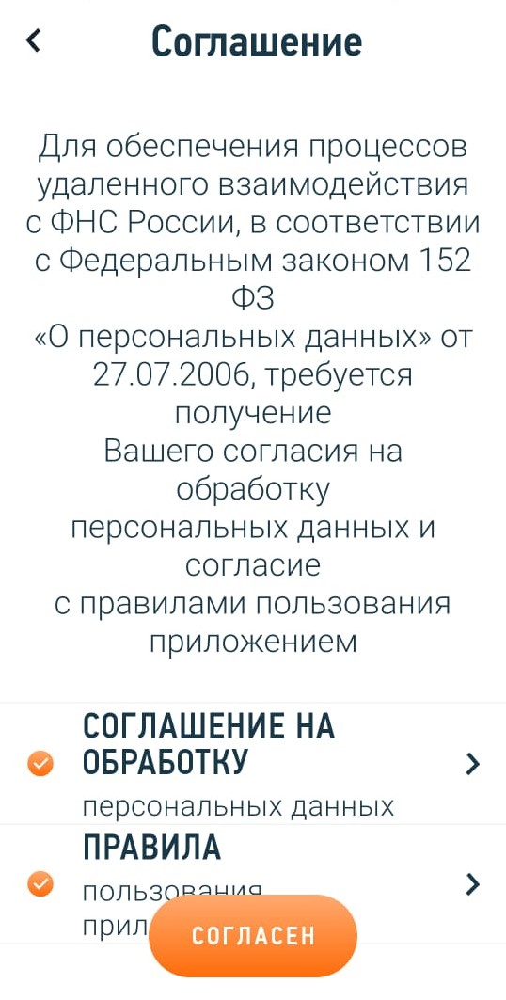 Соглашение
Для обеспечения процессов
удаленного взаимодействия
с ФНС России, в соответствии
с Федеральным законом 152
ФЗ
«О персональных данных» от
27.07.2006, требуется
получение
Вашего согласия на
обработку
персональных данных и
согласие
с правилами пользования
приложением
СОГЛАШЕНИЕ НА
ОБРАБОТКУ
персональных данных
ПРАВИЛА
пользования
СОГЛАСЕН